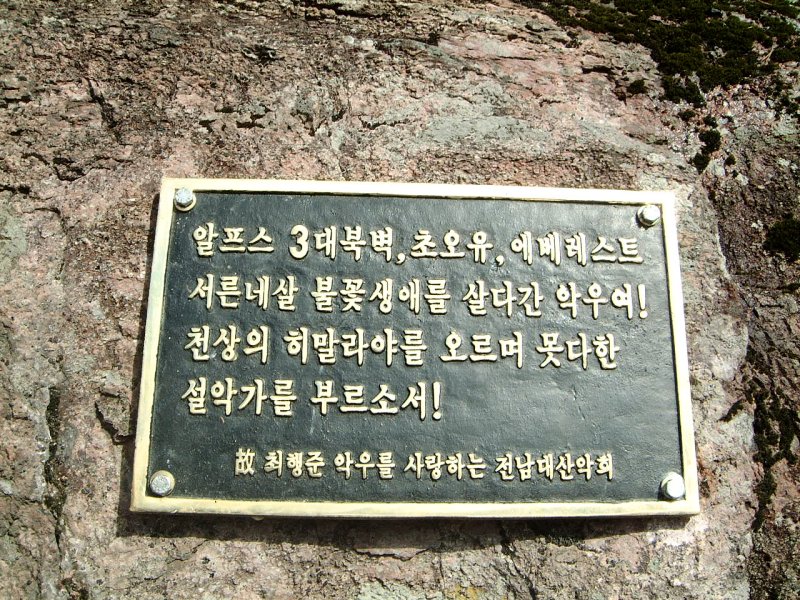 알프스 3대북벽, 초오유, 에베레스트
서른네살 불꽃생애를 살다간 악우여!
천상의 히말라야를 오르며 못다한
설악가를 부르소서!
故 최행준 악우를 사랑하는 전남대산악회